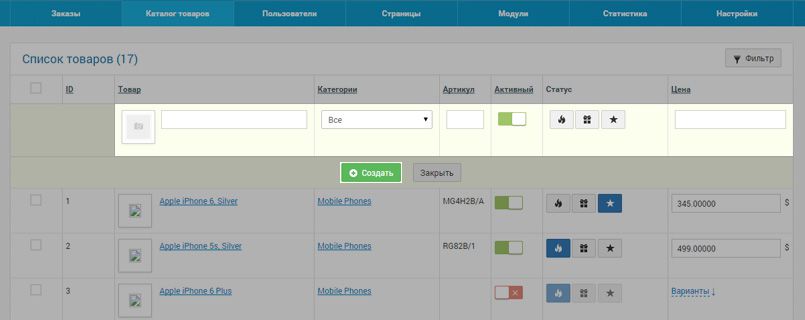 Заказы Каталог товаров Пользователи Страницы Модули Статистика Настройки
Список товаров (17) Фильтр
ID Товар Категории Артикул Активный Статус Цена
Все
Создать Закрыть
1 Apple iPhone 6, Silver Mobile Phones MG4H2B/A 345.00000 $
2 Apple iPhone 5s, Silver Mobile Phones RG82B/1 499.00000 $
3 Apple iPhone 6 Plus Mobile Phones Варианты ↓